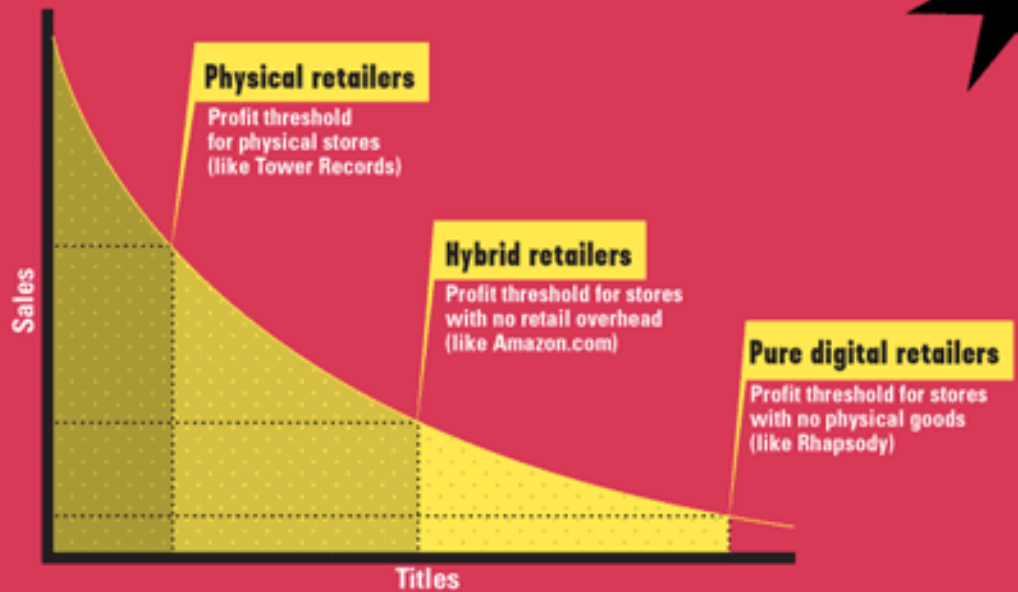 Physical retailers
Profit threshold
for physical stores
(like Tower Records)
Hybrid retailers
Profit threshold for stores
with no retail overhead
(like Amazon.com)
Pure digital retailers
Profit threshold for stores
with no physical goods
(like Rhapsody)
Sales
Titles